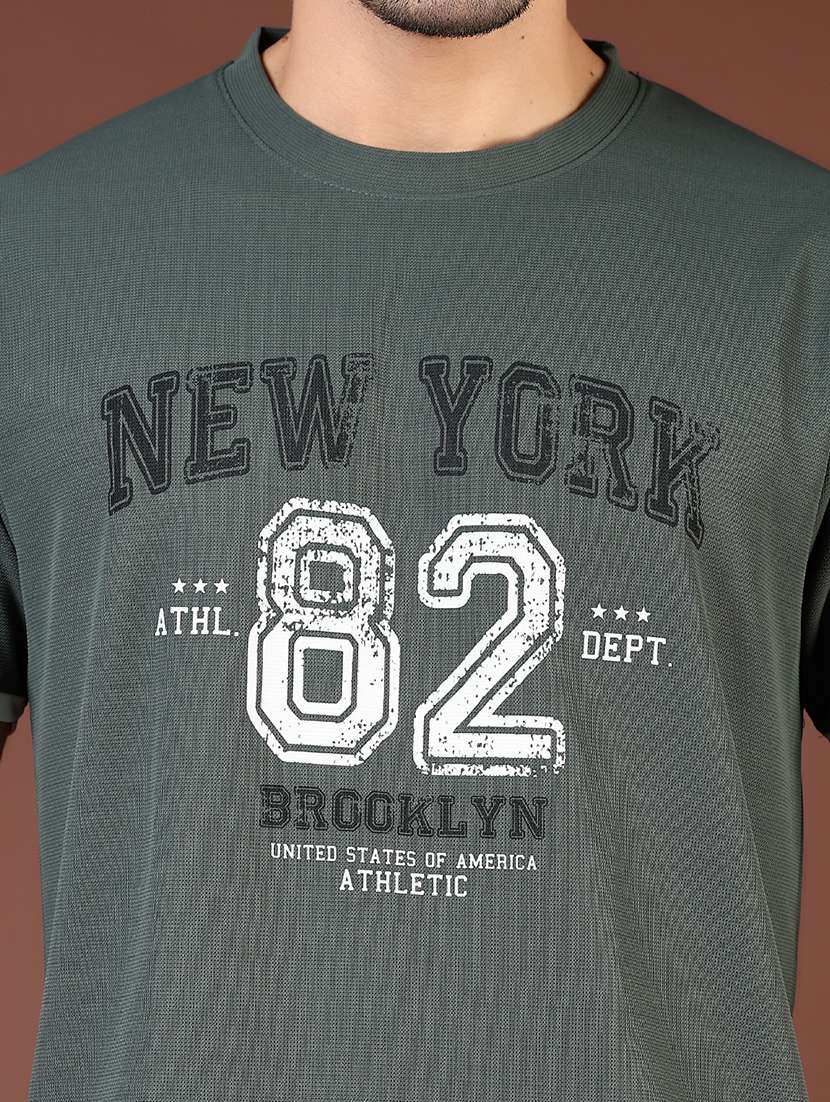 NEW YORK
★★★ ★★★
ATHL. 82 DEPT.
BROOKLYN
UNITED STATES OF AMERICA
ATHLETIC